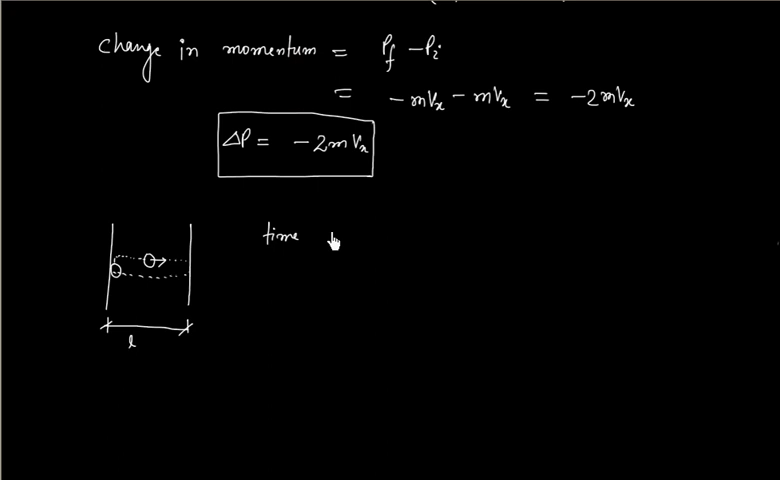 Change in momentum = Pf - Pi
= - mVx - mVx = - 2mVx
ΔP = - 2mVx
time
l